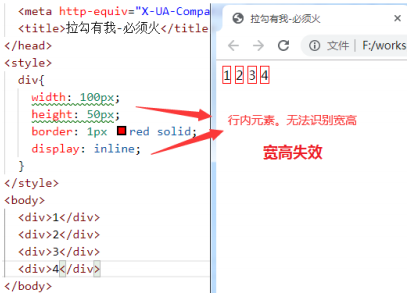 <meta http-equiv="X-UA-Compa
<title>拉勾有我-必须火</title
</head>
<style>
div{
width: 100px;
height: 50px;
border: 1px red solid;
display: inline;
}
</style>
<body>
<div>1</div>
<div>2</div>
<div>3</div>
<div>4</div>
拉勾有我-必须火
文件 | F:/works
1 2 3 4
行内元素。无法识别宽高
宽高失效